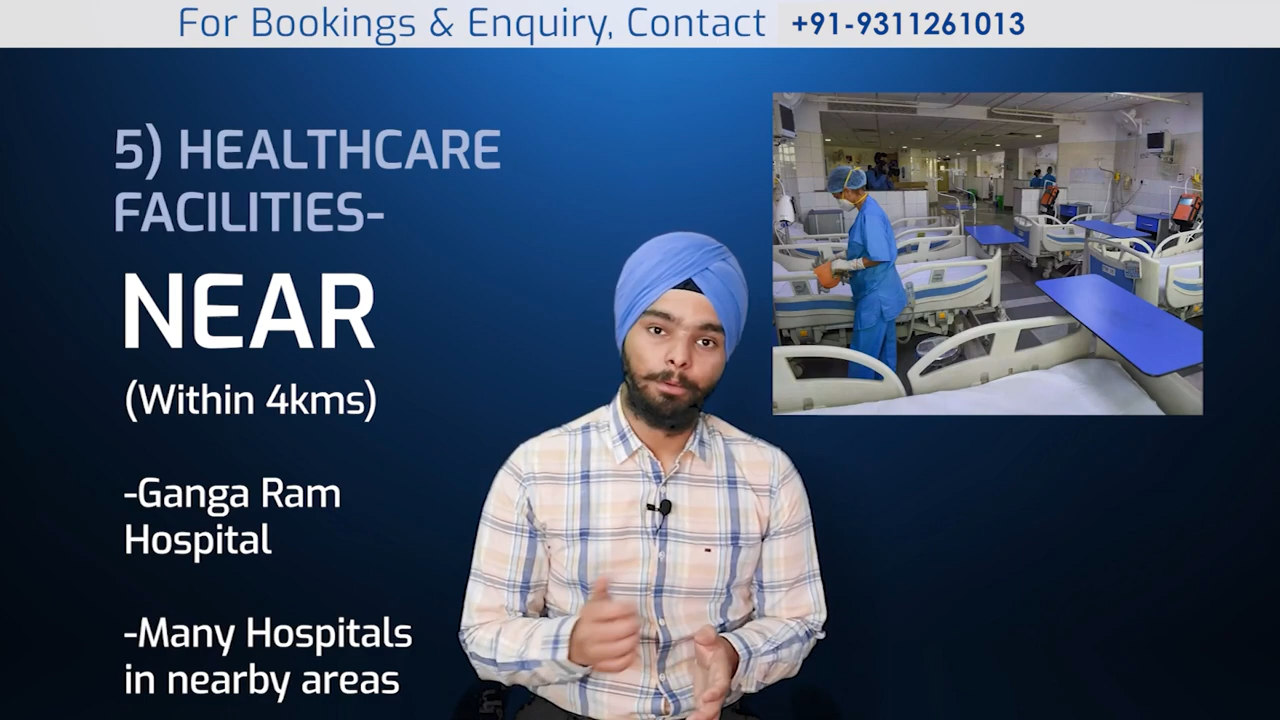 For Bookings & Enquiry, Contact +91-9311261013
5) HEALTHCARE
FACILITIES-
NEAR
(Within 4kms)
-Ganga Ram
Hospital
-Many Hospitals
in nearby areas